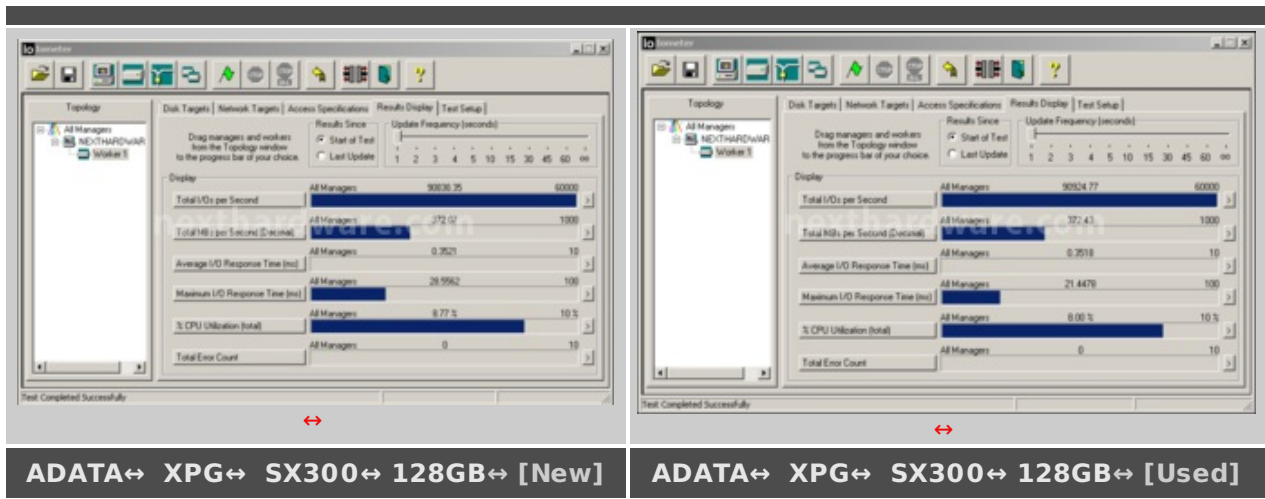 Iometer
Topology
All Managers
NEXTHARDWAR
Worker 1
Disk Targets | Network Targets | Access Specifications | Results Display | Test Setup
Drag managers and workers
from the Topology window
to the progress bar of your choice.
Results Since
Start of Test
Last Update
Update Frequency (seconds)
1 2 3 4 5 10 15 30 45 60 oo
Display
All Managers 60000
Total I/Os per Second
All Managers 372.02 1000
Total MBs per Second (Decimal)
All Managers 0.3521 10
Average I/O Response Time (ms)
All Managers 28.5562 100
Maximum I/O Response Time (ms)
All Managers 8.77 % 10 %
% CPU Utilization (total)
All Managers 0 10
Total Error Count
Test Completed Successfully
nexthardware.com
↔
ADATA↔ XPG↔ SX300↔ 128GB↔ [New]
Iometer
Topology
All Managers
NEXTHARDWAR
Worker 1
Disk Targets | Network Targets | Access Specifications | Results Display | Test Setup
Drag managers and workers
from the Topology window
to the progress bar of your choice.
Results Since
Start of Test
Last Update
Update Frequency (seconds)
1 2 3 4 5 10 15 30 45 60 oo
Display
All Managers 90924.77 60000
Total I/Os per Second
All Managers 372.43 1000
Total MBs per Second (Decimal)
All Managers 0.3518 10
Average I/O Response Time (ms)
All Managers 21.4478 100
Maximum I/O Response Time (ms)
All Managers 8.00 % 10 %
% CPU Utilization (total)
All Managers 0 10
Total Error Count
Test Completed Successfully
nexthardware.com
↔
ADATA↔ XPG↔ SX300↔ 128GB↔ [Used]